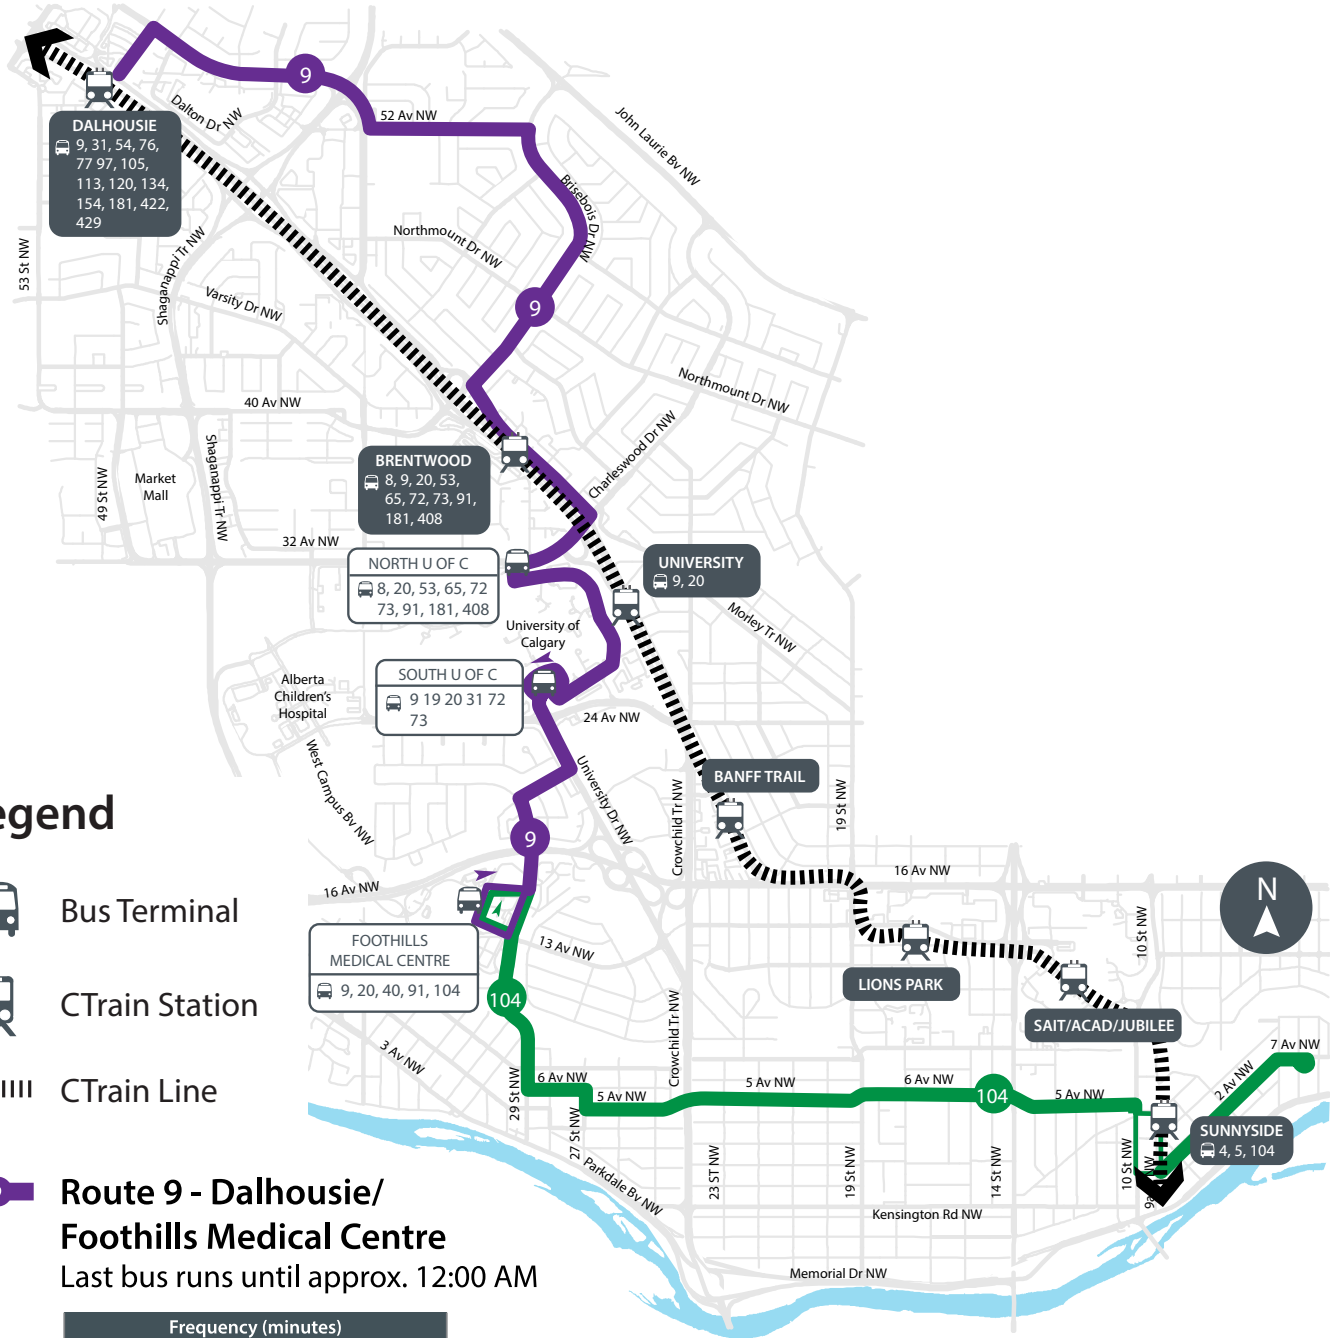 9
52 Av NW
John Laurie Bv NW
Dalton Dr NW
DALHOUSIE
9, 31, 54, 76,
77 97, 105,
113, 120, 134,
154, 181, 422,
429
Brisebois Dr NW
Northmount Dr NW
53 St NW
Shaganappi Tr NW
Varsity Dr NW
9
Northmount Dr NW
40 Av NW
Charleswood Dr NW
Shaganappi Tr NW
49 St NW
Market
Mall
BRENTWOOD
8, 9, 20, 53,
65, 72, 73, 91,
181, 408
32 Av NW
NORTH U OF C
8, 20, 53, 65, 72
73, 91, 181, 408
UNIVERSITY
9, 20
Morley Tr NW
University of
Calgary
SOUTH U OF C
9 19 20 31 72
73
Alberta
Children's
Hospital
24 Av NW
West Campus Bv NW
University Dr NW
BANFF TRAIL
Crowchild Tr NW
19 St NW
egend
9
16 Av NW
16 Av NW
N
Bus Terminal
FOOTHILLS
MEDICAL CENTRE
9, 20, 40, 91, 104
13 Av NW
10 St NW
LIONS PARK
CTrain Station
104
Crowchild Tr NW
SAIT/ACAD/JUBILEE
3 Av NW
7 Av NW
CTrain Line
29 St NW
6 Av NW
5 Av NW
5 Av NW
6 Av NW
104
5 Av NW
2 Av NW
27 St NW
SUNNYSIDE
4, 5, 104
Parkdale Bv NW
23 ST NW
19 St NW
14 St NW
10 St NW
Kensington Rd NW
Memorial Dr NW
Route 9 - Dalhousie/
Foothills Medical Centre
Last bus runs until approx. 12:00 AM
Frequency (minutes)